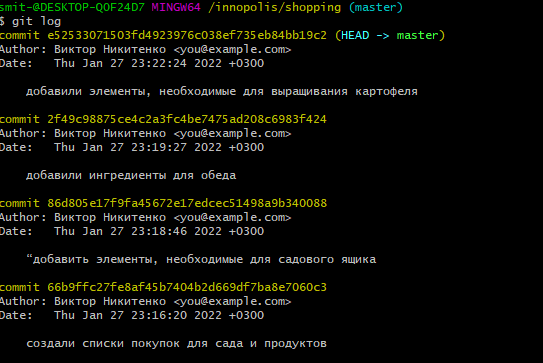 smit-@DESKTOP-QOF24D7 MINGW64 /innopolis/shopping (master)
$ git log
commit e52533071503fd4923976c038ef735eb84bb19c2 (HEAD -> master)
Author: Виктор Никитенко <you@example.com>
Date:   Thu Jan 27 23:22:24 2022 +0300
добавили элементы, необходимые для выращивания картофеля
commit 2f49c98875ce4c2a3fc4be7475ad208c6983f424
Author: Виктор Никитенко <you@example.com>
Date:   Thu Jan 27 23:19:27 2022 +0300
добавили ингредиенты для обеда
commit 86d805e17f9fa45672e17edcec51498a9b340088
Author: Виктор Никитенко <you@example.com>
Date:   Thu Jan 27 23:18:46 2022 +0300
“добавить элементы, необходимые для садового ящика
commit 66b9ffc27fe8af45b7404b2d669df7ba8e7060c3
Author: Виктор Никитенко <you@example.com>
Date:   Thu Jan 27 23:16:20 2022 +0300
создали списки покупок для сада и продуктов